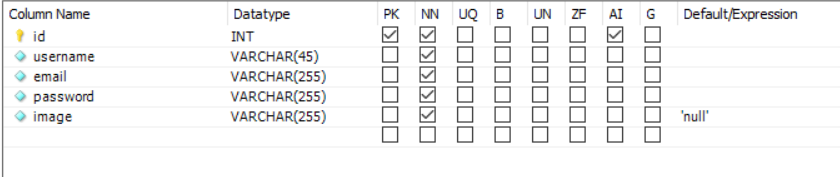 Column Name Datatype PK NN UQ B UN ZF AI G Default/Expression
id INT
username VARCHAR(45)
email VARCHAR(255)
password VARCHAR(255)
image VARCHAR(255) 'null'